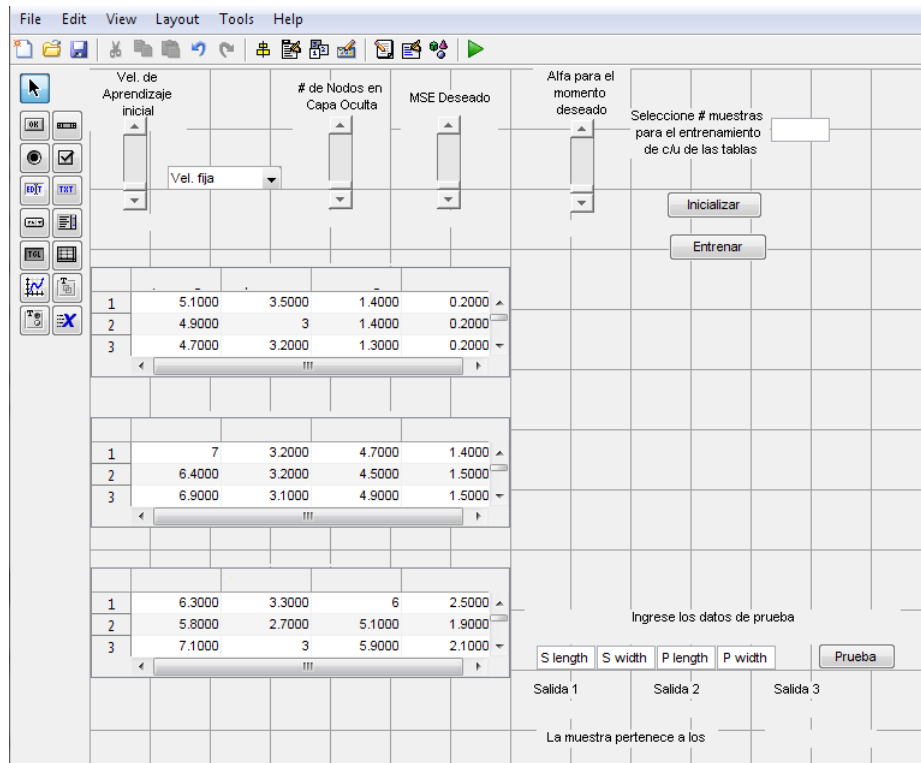 File Edit View Layout Tools Help
Vel. de
Aprendizaje
inicial
# de Nodos en
Capa Oculta
MSE Deseado
Alfa para el
momento
deseado
Seleccione # muestras
para el entrenamiento
de c/u de las tablas
OK
EDIT TXT
TGL
Vel. fija
Inicializar
Entrenar
1 5.1000 3.5000 1.4000 0.2000
2 4.9000 3 1.4000 0.2000
3 4.7000 3.2000 1.3000 0.2000
1 7 3.2000 4.7000 1.4000
2 6.4000 3.2000 4.5000 1.5000
3 6.9000 3.1000 4.9000 1.5000
1 6.3000 3.3000 6 2.5000
2 5.8000 2.7000 5.1000 1.9000
3 7.1000 3 5.9000 2.1000
Ingrese los datos de prueba
S length S width P length P width Prueba
Salida 1 Salida 2 Salida 3
La muestra pertenece a los